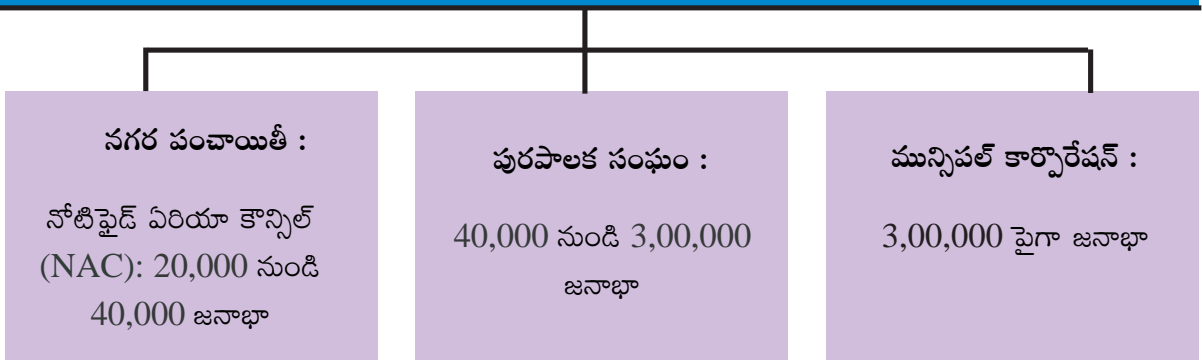 నగర పంచాయితీ :
నోటిఫైడ్ ఏరియా కౌన్సిల్
(NAC): 20,000 నుండి
40,000 జనాభా
పురపాలక సంఘం :
40,000 నుండి 3,00,000
జనాభా
మున్సిపల్ కార్పొరేషన్ :
3,00,000 పైగా జనాభా